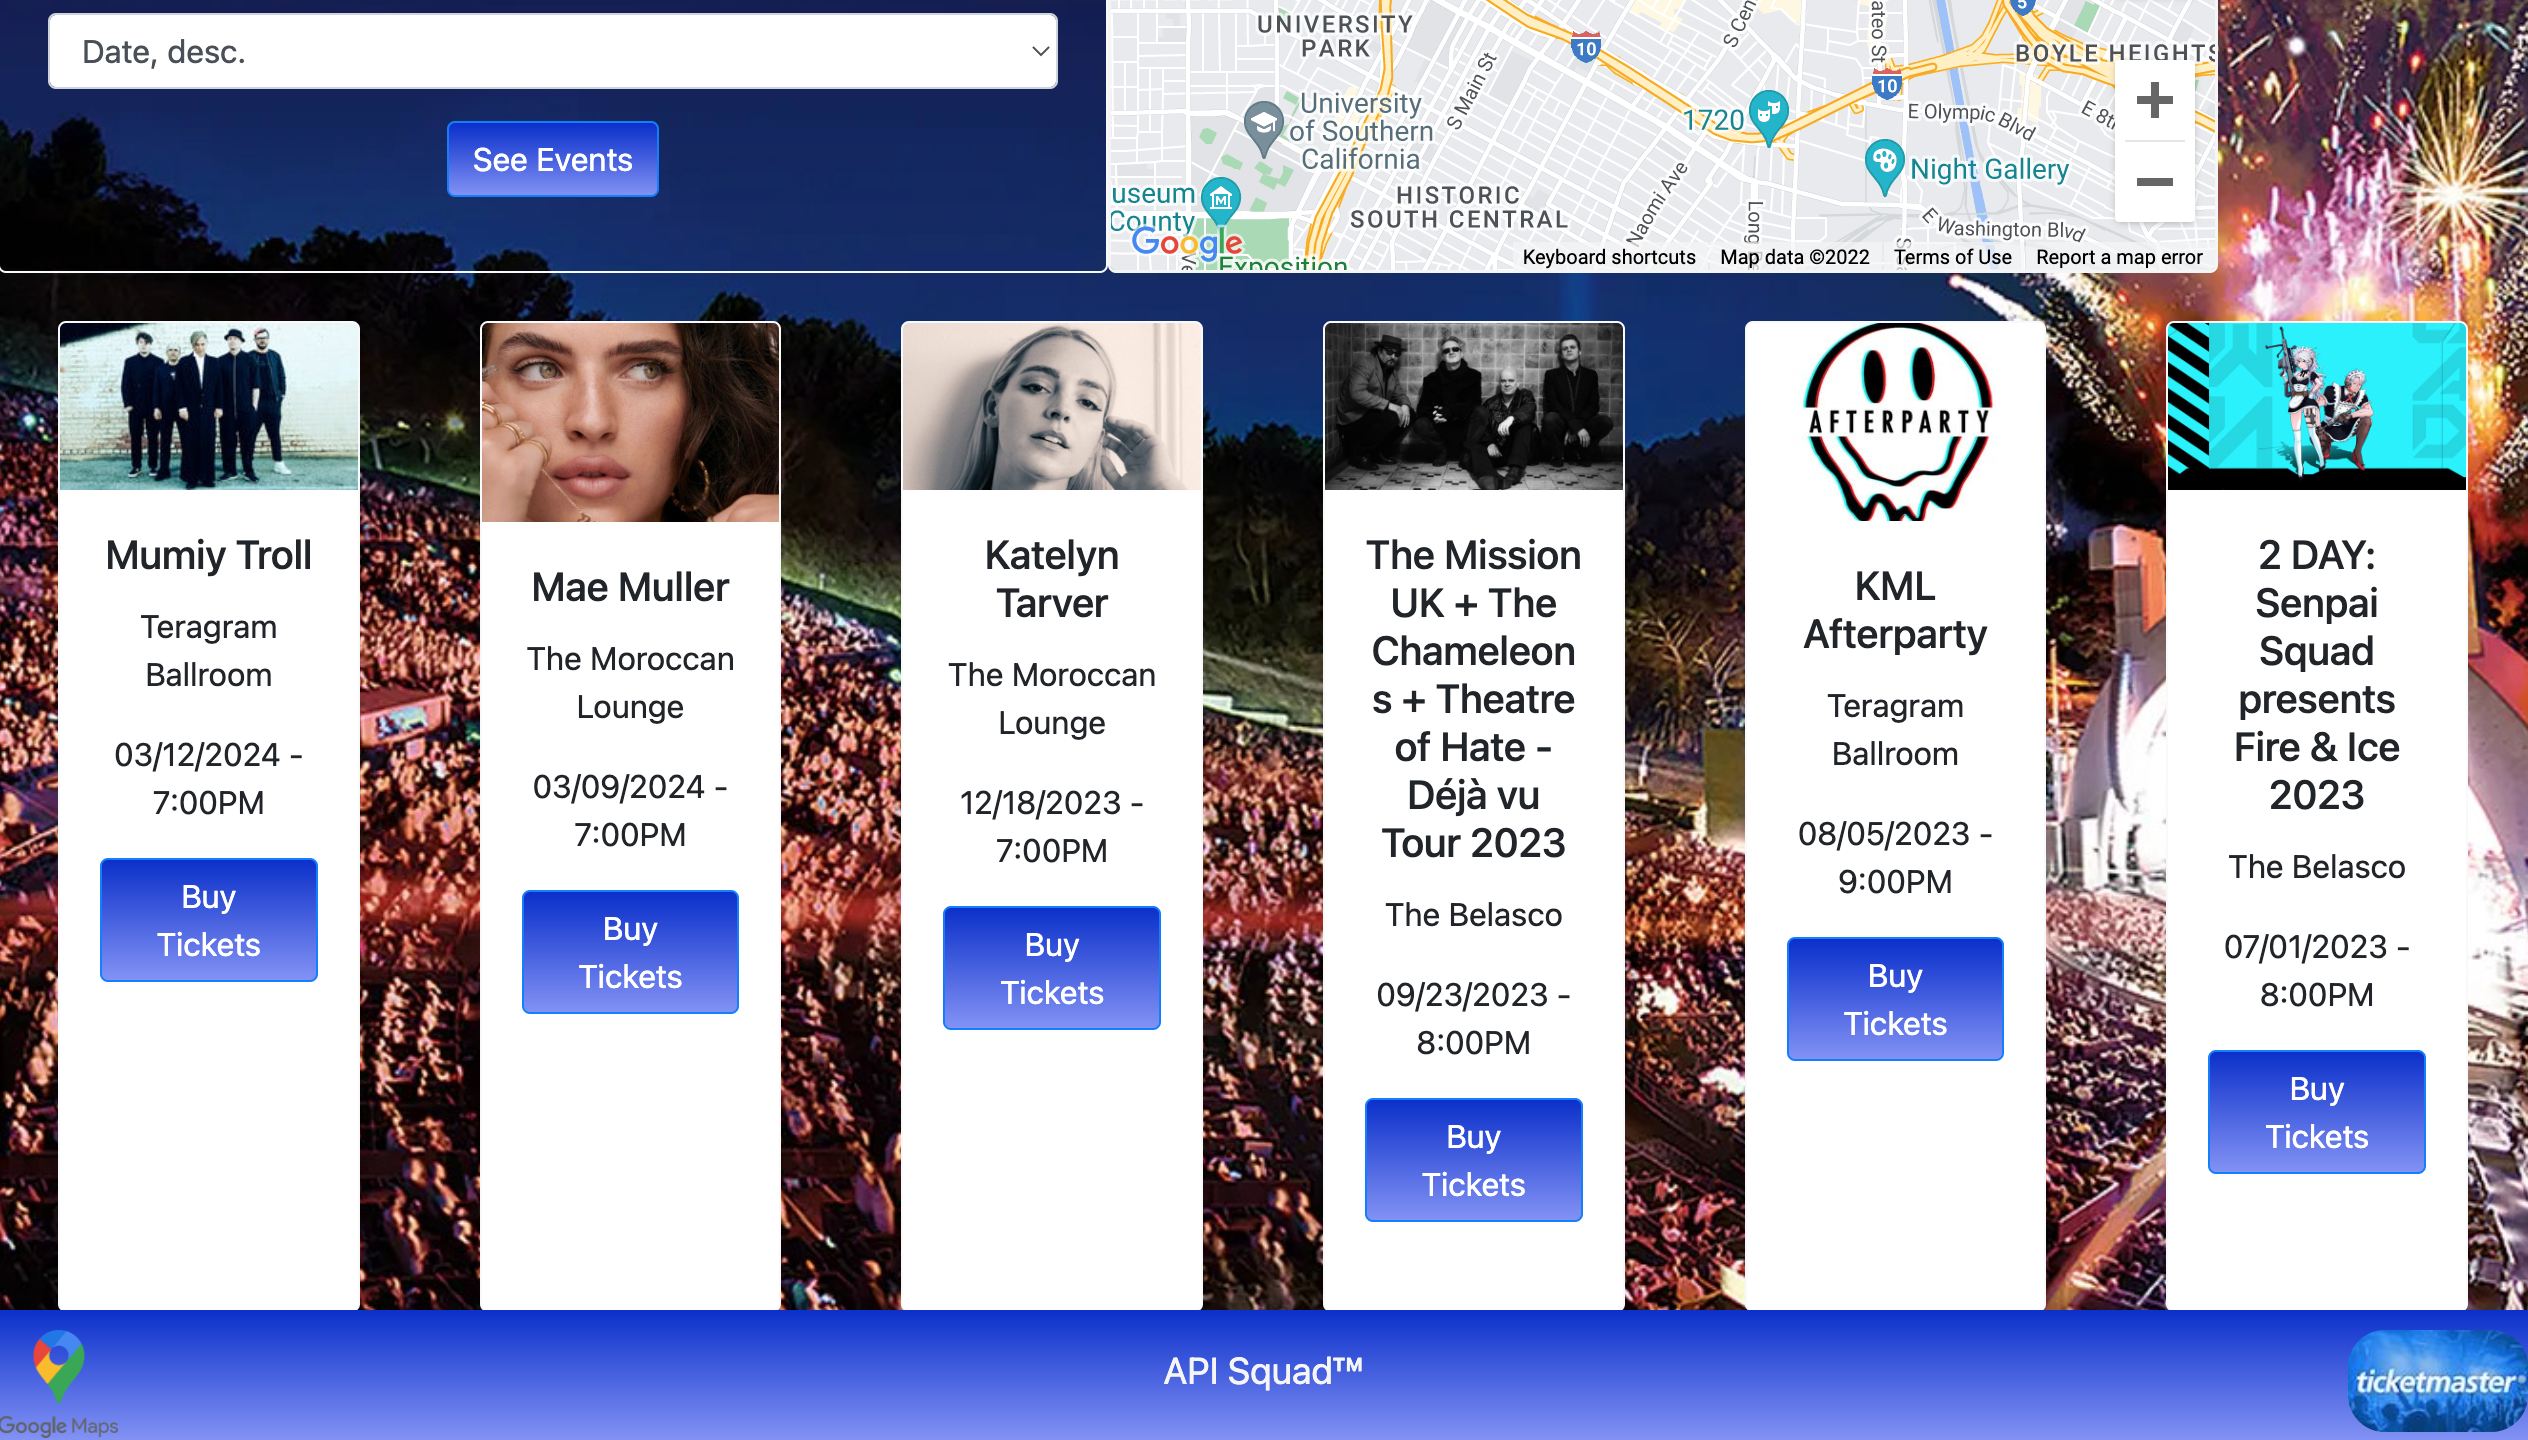 Date, desc.
See Events
UNIVERSITY
PARK
University
of Southern
California
useum
County
HISTORIC
SOUTH CENTRAL
S Main St
Naomi Ave
1720
Night Gallery
BOYLE HEIGHTS
E Olympic Blvd
E Washington Blvd
10
10
5
Google
Exposition
Keyboard shortcuts
Map data ©2022
Terms of Use
Report a map error
Mumiy Troll
Teragram
Ballroom
03/12/2024 -
7:00PM
Buy
Tickets
Mae Muller
The Moroccan
Lounge
03/09/2024 -
7:00PM
Buy
Tickets
Katelyn
Tarver
The Moroccan
Lounge
12/18/2023 -
7:00PM
Buy
Tickets
The Mission
UK + The
Chameleon
s + Theatre
of Hate -
Déjà vu
Tour 2023
The Belasco
09/23/2023 -
8:00PM
Buy
Tickets
AFTERPARTY
KML
Afterparty
Teragram
Ballroom
08/05/2023 -
9:00PM
Buy
Tickets
2 DAY:
Senpai
Squad
presents
Fire & Ice
2023
The Belasco
07/01/2023 -
8:00PM
Buy
Tickets
Google Maps
API Squad™
ticketmaster®